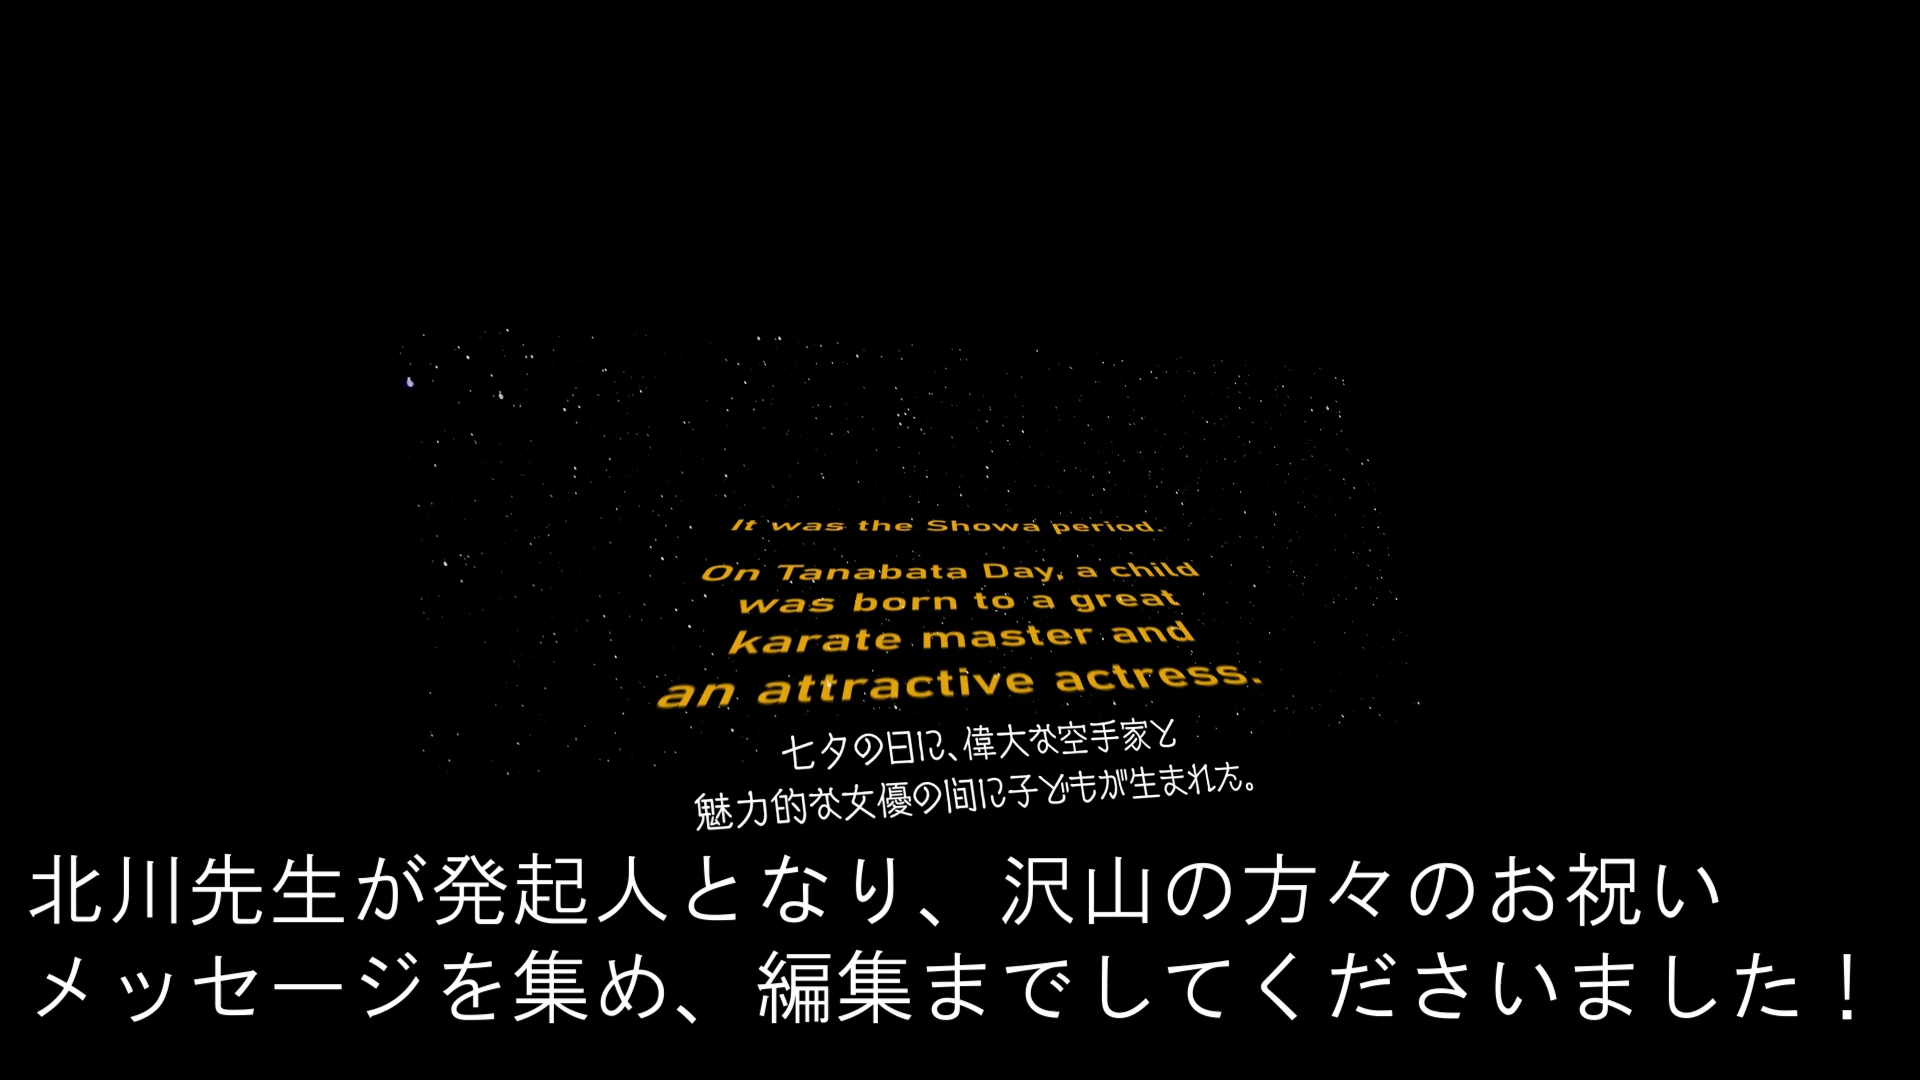 It was the Showa period.
On Tanabata Day, a child
was born to a great
karate master and
an attractive actress.
七夕の日に、偉大な空手家と
魅力的な女優の間に子どもが生まれた。
北川先生が発起人となり、沢山の方々のお祝い
メッセージを集め、編集までしてくださいました！